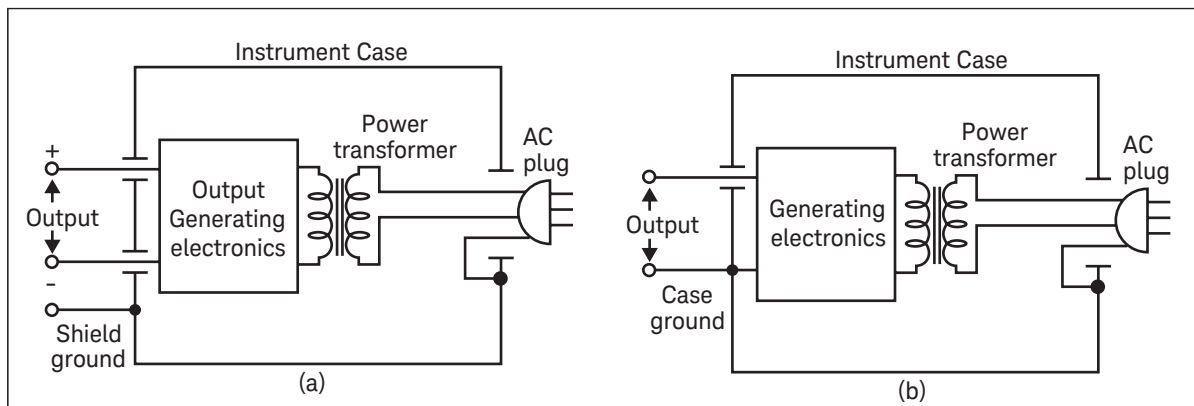 Instrument Case
Power
transformer
AC
plug
+
Output
-
Output
Generating
electronics
Shield
ground
(a)
Instrument Case
Power
transformer
AC
plug
Output
Generating
electronics
Case
ground
(b)